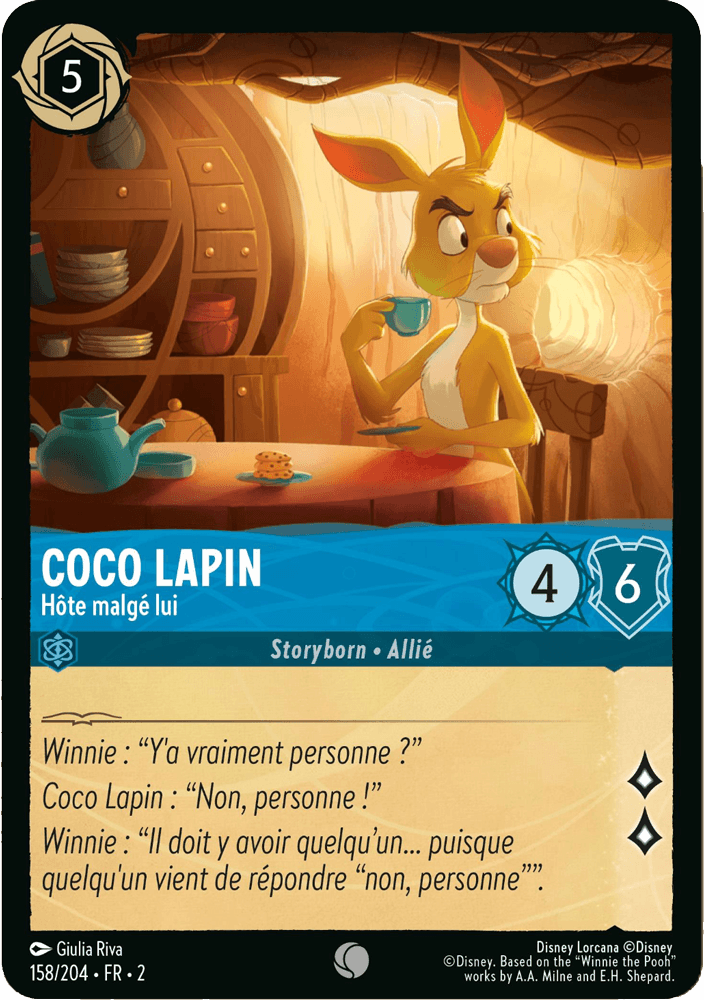 5
COCO LAPIN
Hôte malgé lui
4
6
Storyborn • Allié
Winnie : “Y'a vraiment personne ?”
Coco Lapin : “Non, personne !”
Winnie : “Il doit y avoir quelqu’un... puisque
quelqu'un vient de répondre “non, personne””.
Giulia Riva
158/204 • FR • 2
Disney Lorcana ©Disney
©Disney. Based on the “Winnie the Pooh”
works by A.A. Milne and E.H. Shepard.